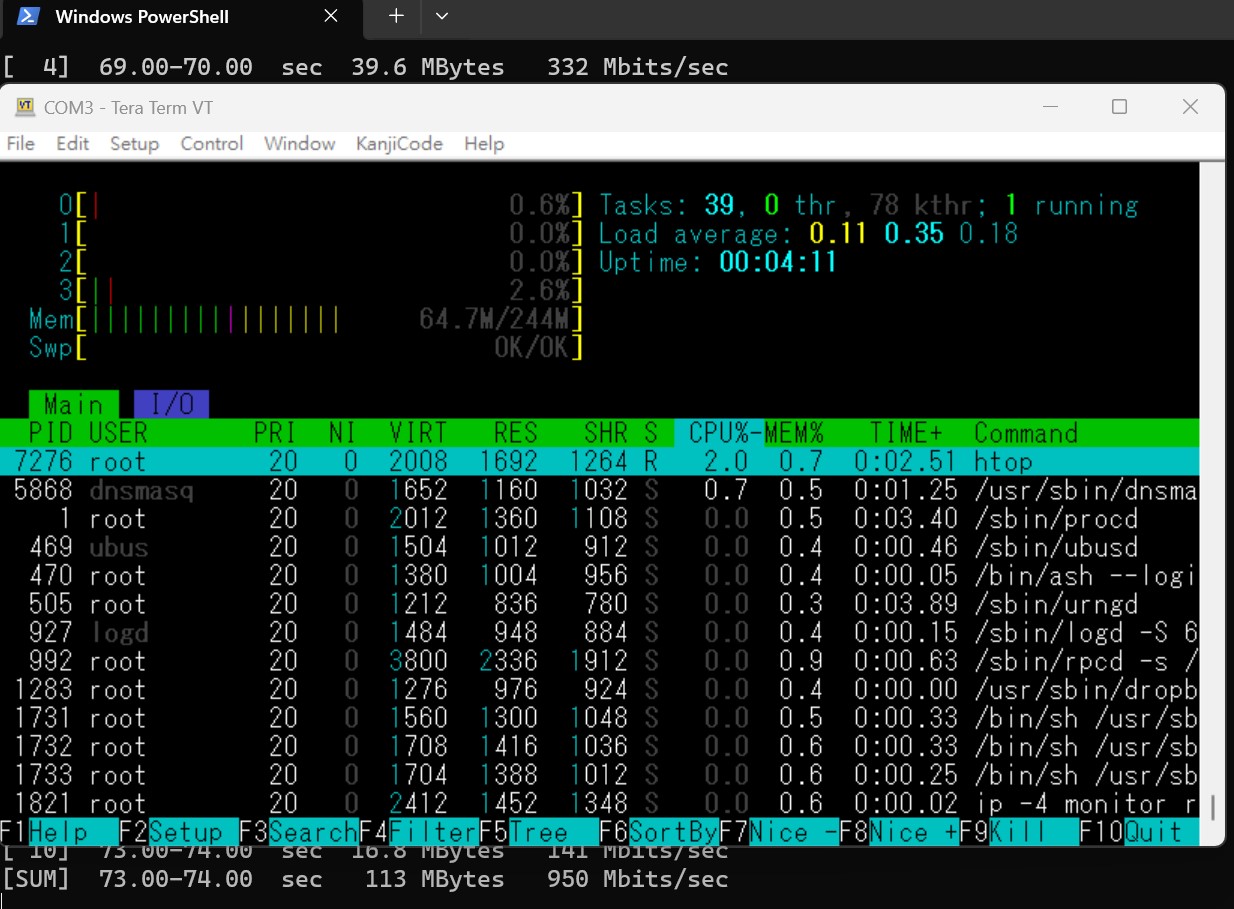 Windows PowerShell
[  4]  69.00-70.00  sec  39.6 MBytes   332 Mbits/sec
COM3 - Tera Term VT
File Edit Setup Control Window KanjiCode Help
0[| 0.6%] Tasks: 39, 0 thr, 78 kthr; 1 running
1[ 0.0%] Load average: 0.11 0.35 0.18
2[ 0.0%] Uptime: 00:04:11
3[|| 2.6%]
Mem[||||||||||||||||| 64.7M/244M]
Swp[ 0K/0K]
Main I/O
PID USER PRI NI VIRT RES SHR S CPU%-MEM% TIME+ Command
7276 root 20 0 2008 1692 1264 R 2.0 0.7 0:02.51 htop
5868 dnsmasq 20 0 1652 1160 1032 S 0.7 0.5 0:01.25 /usr/sbin/dnsma
1 root 20 0 2012 1360 1108 S 0.0 0.5 0:03.40 /sbin/procd
469 ubus 20 0 1504 1012 912 S 0.0 0.4 0:00.46 /sbin/ubusd
470 root 20 0 1380 1004 956 S 0.0 0.4 0:00.05 /bin/ash --logi
505 root 20 0 1212 836 780 S 0.0 0.3 0:03.89 /sbin/urngd
927 logd 20 0 1484 948 884 S 0.0 0.4 0:00.15 /sbin/logd -S 6
992 root 20 0 3800 2336 1912 S 0.0 0.9 0:00.63 /sbin/rpcd -s /
1283 root 20 0 1276 976 924 S 0.0 0.4 0:00.00 /usr/sbin/dropb
1731 root 20 0 1560 1300 1048 S 0.0 0.5 0:00.33 /bin/sh /usr/sb
1732 root 20 0 1708 1416 1036 S 0.0 0.6 0:00.33 /bin/sh /usr/sb
1733 root 20 0 1704 1388 1012 S 0.0 0.6 0:00.25 /bin/sh /usr/sb
1821 root 20 0 2412 1452 1348 S 0.0 0.6 0:00.02 ip -4 monitor r
F1Help F2Setup F3SearchF4FilterF5Tree F6SortByF7Nice -F8Nice +F9Kill F10Quit
[ 10]  73.00-74.00  sec  16.8 MBytes   141 Mbits/sec
[SUM]  73.00-74.00  sec   113 MBytes   950 Mbits/sec